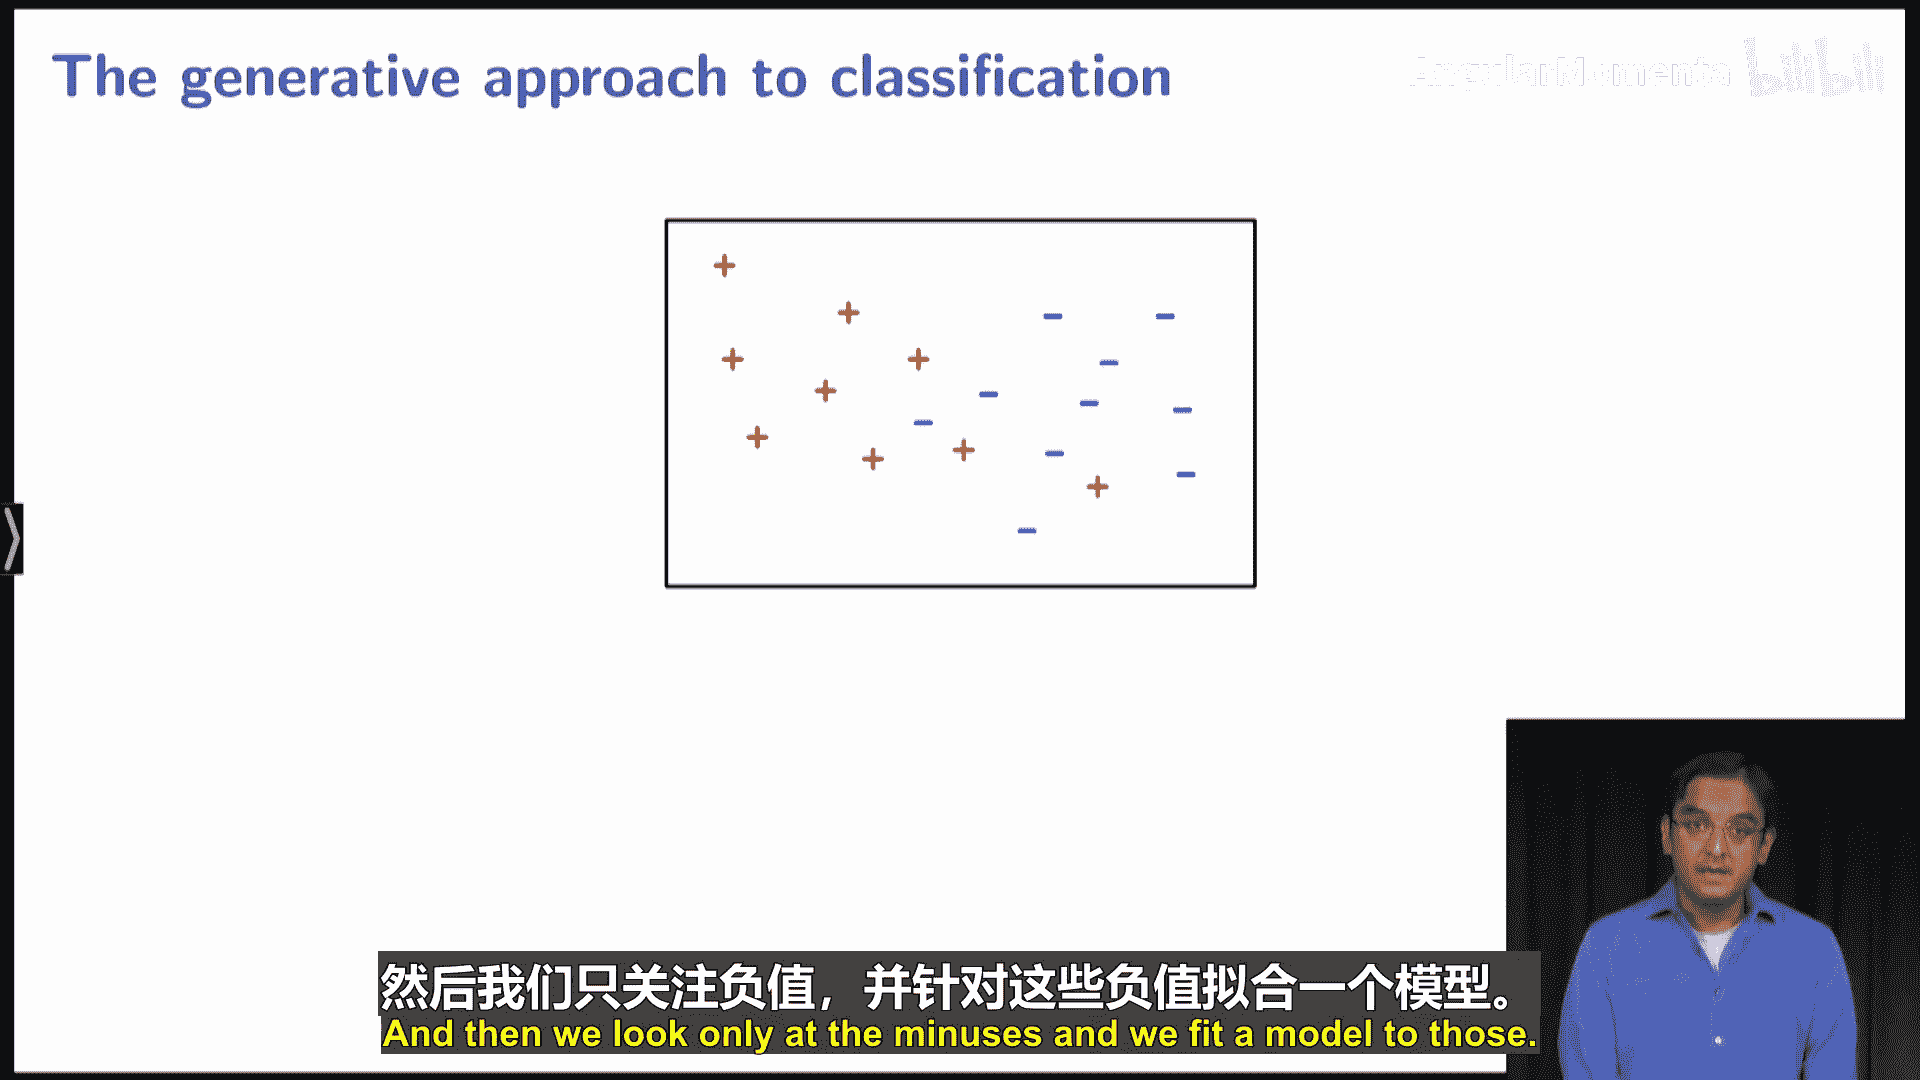 The generative approach to classification
AngularMomenta bilibili
然后我们只关注负值，并针对这些负值拟合一个模型。
And then we look only at the minuses and we fit a model to those.